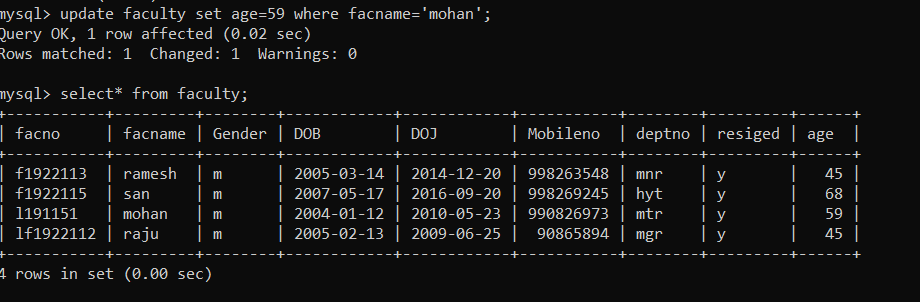 mysql> update faculty set age=59 where facname='mohan';
Query OK, 1 row affected (0.02 sec)
Rows matched: 1  Changed: 1  Warnings: 0
mysql> select* from faculty;
+-----------+---------+--------+------------+------------+-----------+--------+---------+------+
| facno     | facname | Gender | DOB        | DOJ        | Mobileno  | deptno | resiged | age  |
+-----------+---------+--------+------------+------------+-----------+--------+---------+------+
| f1922113  | ramesh  | m      | 2005-03-14 | 2014-12-20 | 998263548 | mnr    | y       |   45 |
| f1922115  | san     | m      | 2007-05-17 | 2016-09-20 | 998269245 | hyt    | y       |   68 |
| l191151   | mohan   | m      | 2004-01-12 | 2010-05-23 | 990826973 | mtr    | y       |   59 |
| lf1922112 | raju    | m      | 2005-02-13 | 2009-06-25 |  90865894 | mgr    | y       |   45 |
+-----------+---------+--------+------------+------------+-----------+--------+---------+------+
4 rows in set (0.00 sec)